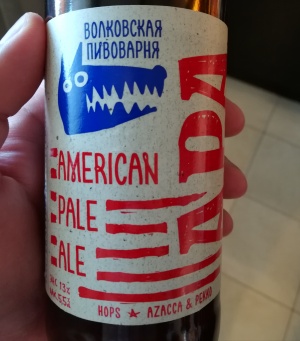 ВОЛКОВСКАЯ
ПИВОВАРНЯ
AMERICAN
PALE
ALE
APA
HOPS ★ AZACCA & PEKKO